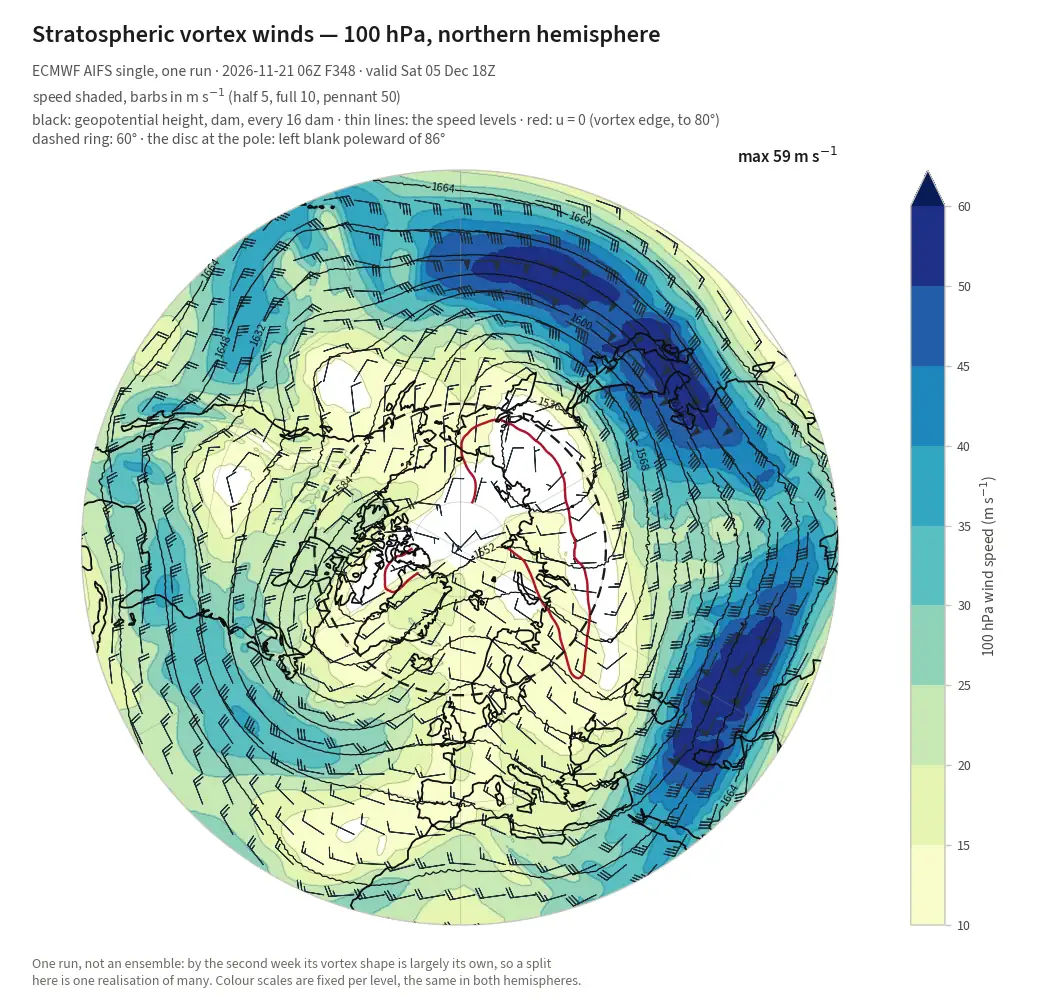 Stratospheric vortex winds — 100 hPa, northern hemisphere
ECMWF AIFS single, one run · 2026-11-21 06Z F348 · valid Sat 05 Dec 18Z
speed shaded, barbs in m s⁻¹ (half 5, full 10, pennant 50)
black: geopotential height, dam, every 16 dam · thin lines: the speed levels · red: u = 0 (vortex edge, to 80°)
dashed ring: 60° · the disc at the pole: left blank poleward of 86°
max 59 m s⁻¹
1664
1664
1664
1600
1632
1648
1536
1568
1584
1552
1664
60
50
45
40
35
30
25
20
15
10
100 hPa wind speed (m s⁻¹)
One run, not an ensemble: by the second week its vortex shape is largely its own, so a split
here is one realisation of many. Colour scales are fixed per level, the same in both hemispheres.